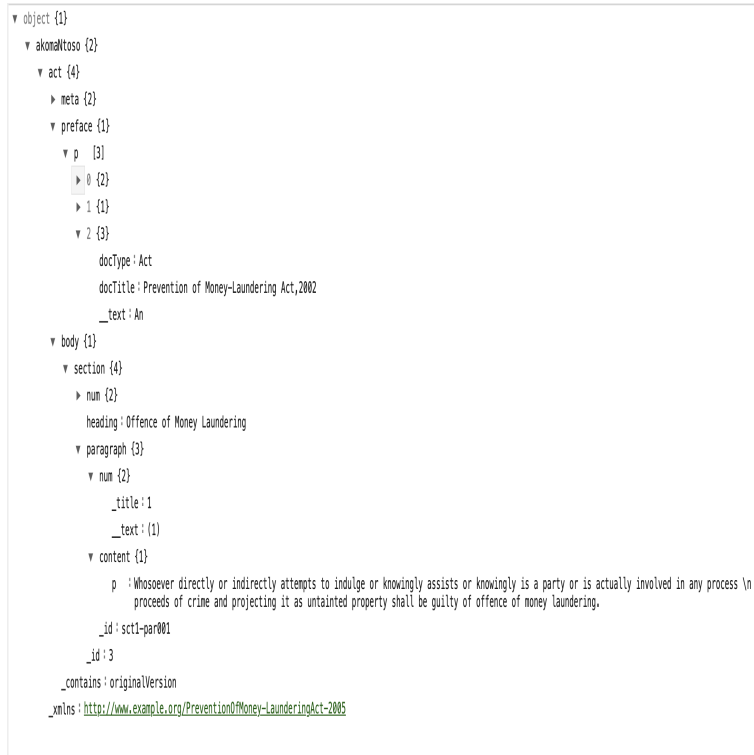 object {1}
akomaNtoso {2}
act {4}
meta {2}
preface {1}
p [3]
0 {2}
1 {1}
2 {3}
docType : Act
docTitle : Prevention of Money-Laundering Act,2002
__text : An
body {1}
section {4}
num {2}
heading : Offence of Money Laundering
paragraph {3}
num {2}
_title : 1
__text : (1)
content {1}
p : Whosoever directly or indirectly attempts to indulge or knowingly assists or knowingly is a party or is actually involved in any process \n
proceeds of crime and projecting it as untainted property shall be guilty of offence of money laundering.
_id : sct1-par001
_id : 3
_contains : originalVersion
_xmlns : http://www.example.org/PreventionOfMoney-LaunderingAct-2005